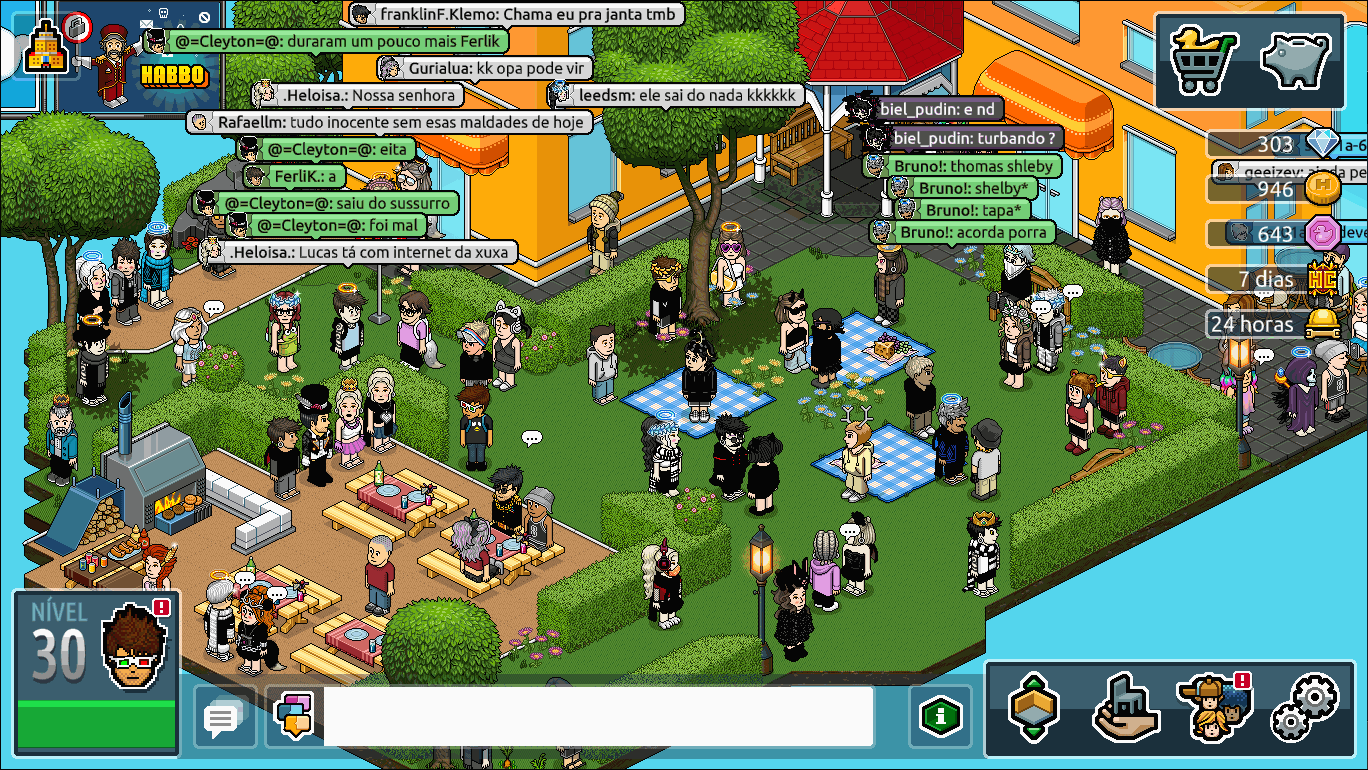 franklinF.Klemo: Chama eu pra janta tmb
@=Cleyton=@: duraram um pouco mais Ferlik
HABBO
Gurialua: kk opa pode vir
.Heloisa.: Nossa senhora
leedsm: ele sai do nada kkkkkk
Rafaellm: tudo inocente sem esas maldades de hoje
biel_pudin: e nd
biel_pudin: turbando ?
@=Cleyton=@: eita
Bruno!: thomas shleby
FerliK.: a
Bruno!: shelby*
@=Cleyton=@: saiu do sussurro
Bruno!: tapa*
@=Cleyton=@: foi mal
Bruno!: acorda porra
.Heloisa.: Lucas tá com internet da xuxa
303
946
643
7 dias
HC
24 horas
NÍVEL
30